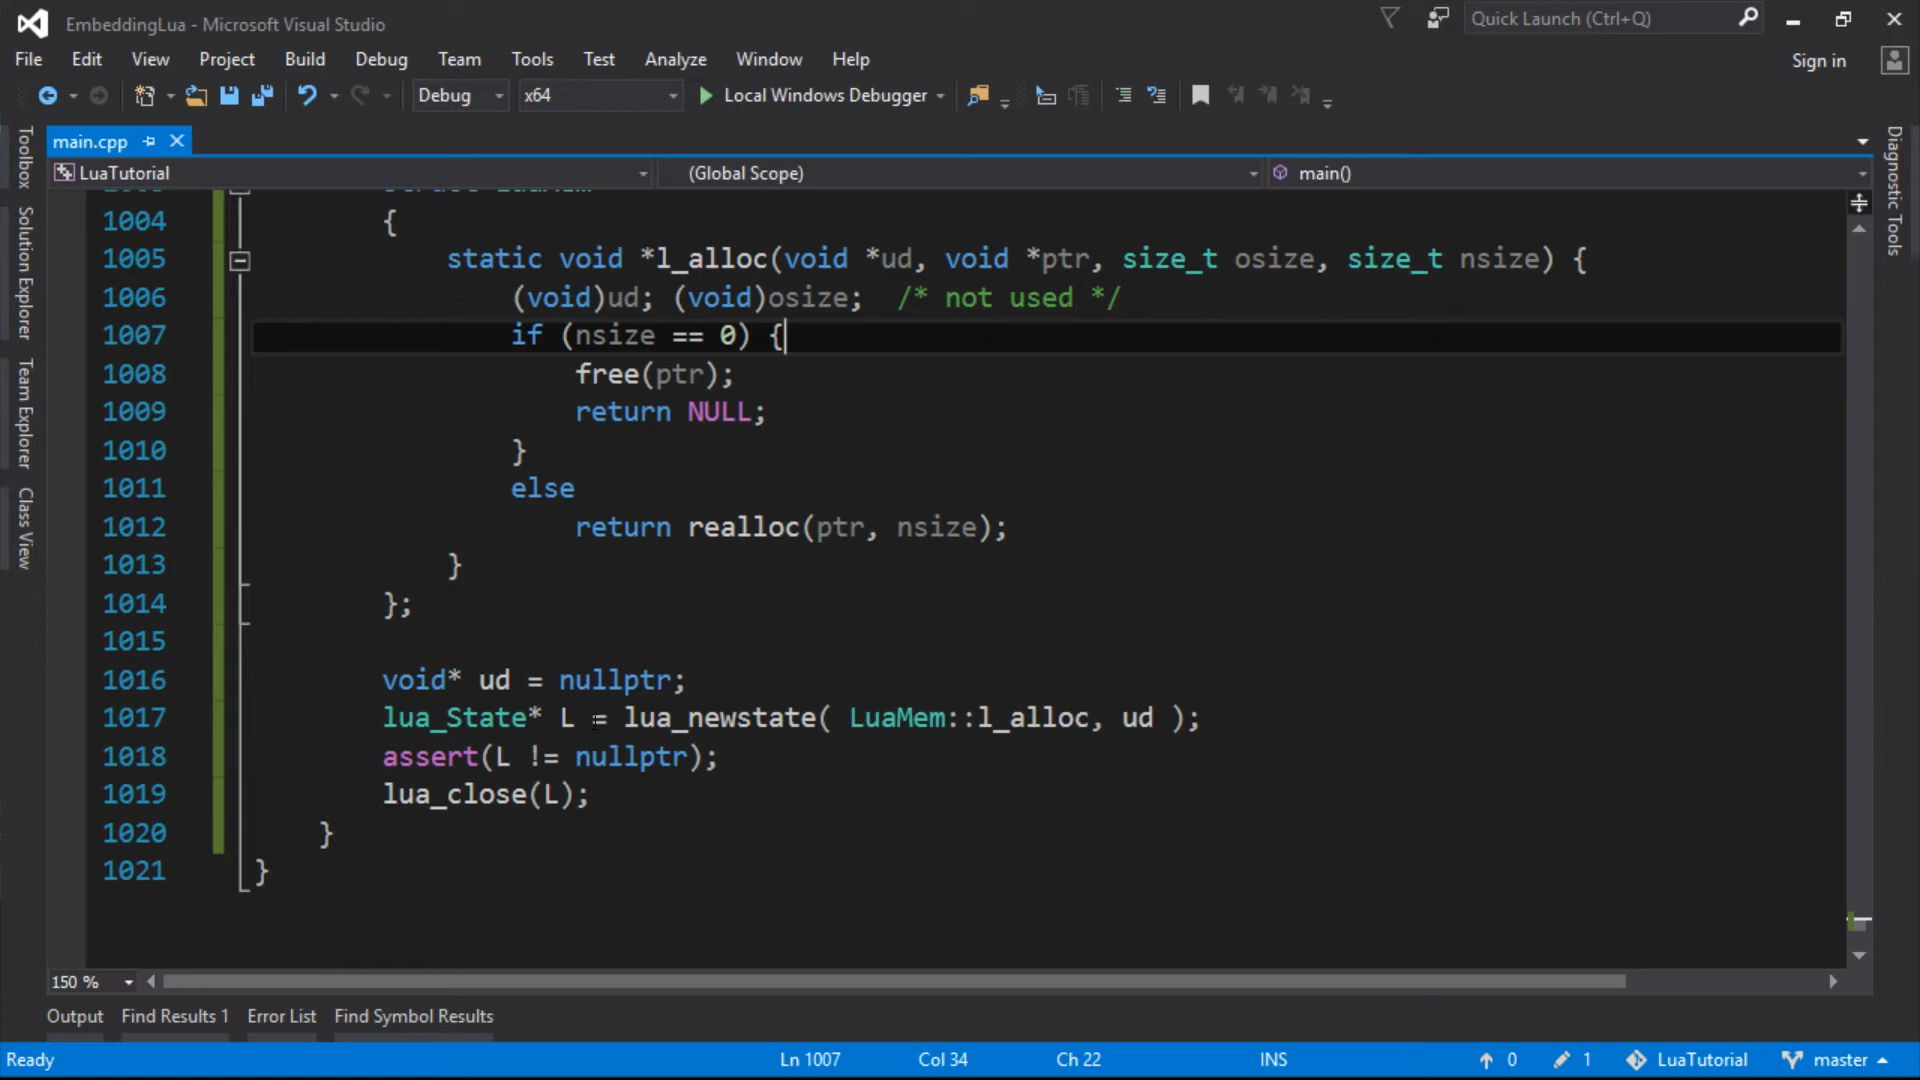 EmbeddingLua - Microsoft Visual Studio
Quick Launch (Ctrl+Q)
File Edit View Project Build Debug Team Tools Test Analyze Window Help
Sign in
Debug x64 Local Windows Debugger
main.cpp
LuaTutorial (Global Scope) main()
Toolbox
Solution Explorer
Team Explorer
Class View
Diagnostic Tools
1004 {
1005 static void *l_alloc(void *ud, void *ptr, size_t osize, size_t nsize) {
1006 (void)ud; (void)osize; /* not used */
1007 if (nsize == 0) {
1008 free(ptr);
1009 return NULL;
1010 }
1011 else
1012 return realloc(ptr, nsize);
1013 }
1014 };
1015
1016 void* ud = nullptr;
1017 lua_State* L = lua_newstate( LuaMem::l_alloc, ud );
1018 assert(L != nullptr);
1019 lua_close(L);
1020 }
1021 }
150 %
Output Find Results 1 Error List Find Symbol Results
Ready Ln 1007 Col 34 Ch 22 INS 0 1 LuaTutorial master